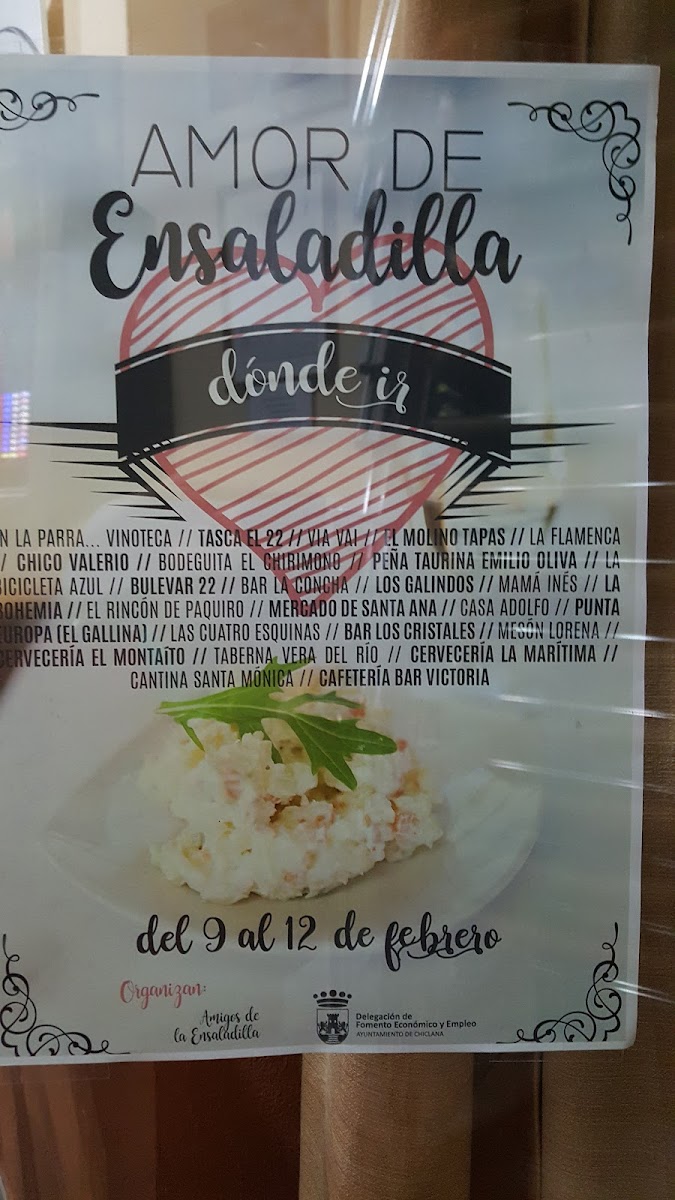 AMOR DE
Ensaladilla
dónde ir
N LA PARRA... VINOTECA // TASCA EL 22 // VIA VAI // EL MOLINO TAPAS // LA FLAMENCA
/ CHICO VALERIO // BODEGUITA EL CHIRIMONO // PEÑA TAURINA EMILIO OLIVA // LA
BICICLETA AZUL // BULEVAR 22 // BAR LA CONCHA // LOS GALINDOS // MAMÁ INÉS // LA
BOHEMIA // EL RINCÓN DE PAQUIRO // MERCADO DE SANTA ANA // CASA ADOLFO // PUNTA
EUROPA (EL GALLINA) // LAS CUATRO ESQUINAS // BAR LOS CRISTALES // MESÓN LORENA //
CERVECERÍA EL MONTAÍTO // TABERNA VERA DEL RÍO // CERVECERÍA LA MARÍTIMA //
CANTINA SANTA MÓNICA // CAFETERÍA BAR VICTORIA
del 9 al 12 de febrero
Organizan:
Amigos de
la Ensaladilla
Delegación de
Fomento Económico y Empleo
AYUNTAMIENTO DE CHICLANA